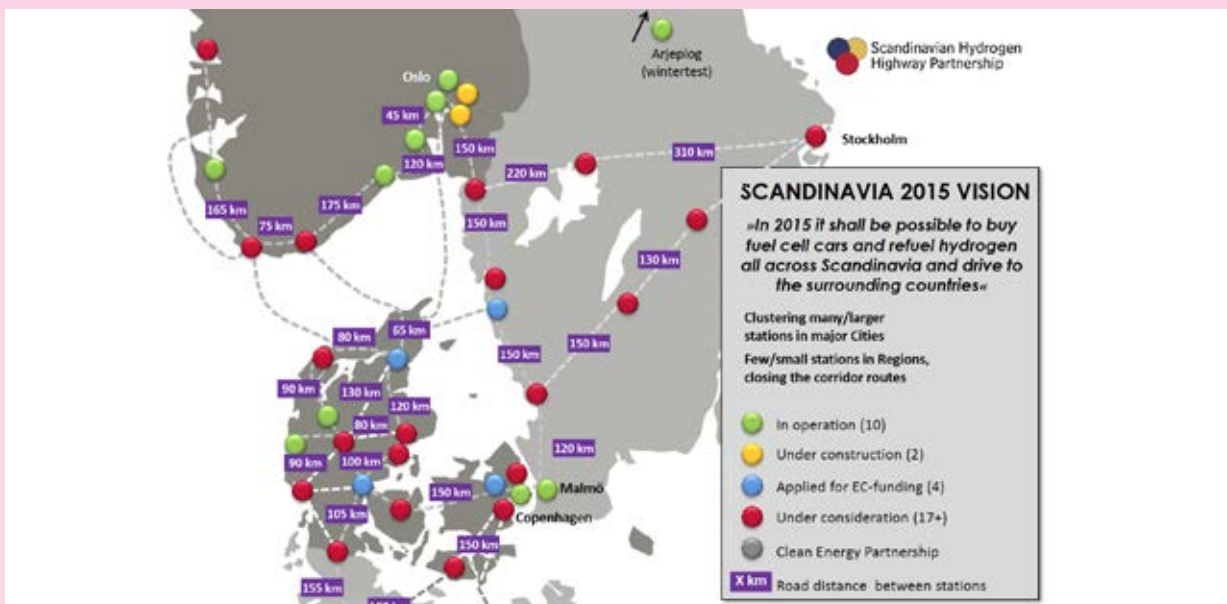 Arjeplog
(wintertest)
Scandinavian Hydrogen
Highway Partnership
Oslo
45 km
120 km
150 km
Stockholm
310 km
220 km
165 km
75 km
175 km
150 km
130 km
80 km
65 km
150 km
150 km
90 km
130 km
120 km
80 km
90 km
100 km
120 km
150 km
Malmö
Copenhagen
105 km
150 km
155 km
SCANDINAVIA 2015 VISION
»In 2015 it shall be possible to buy
fuel cell cars and refuel hydrogen
all across Scandinavia and drive to
the surrounding countries«
Clustering many/larger
stations in major Cities
Few/small stations in Regions,
closing the corridor routes
In operation (10)
Under construction (2)
Applied for EC-funding (4)
Under consideration (17+)
Clean Energy Partnership
X km Road distance between stations